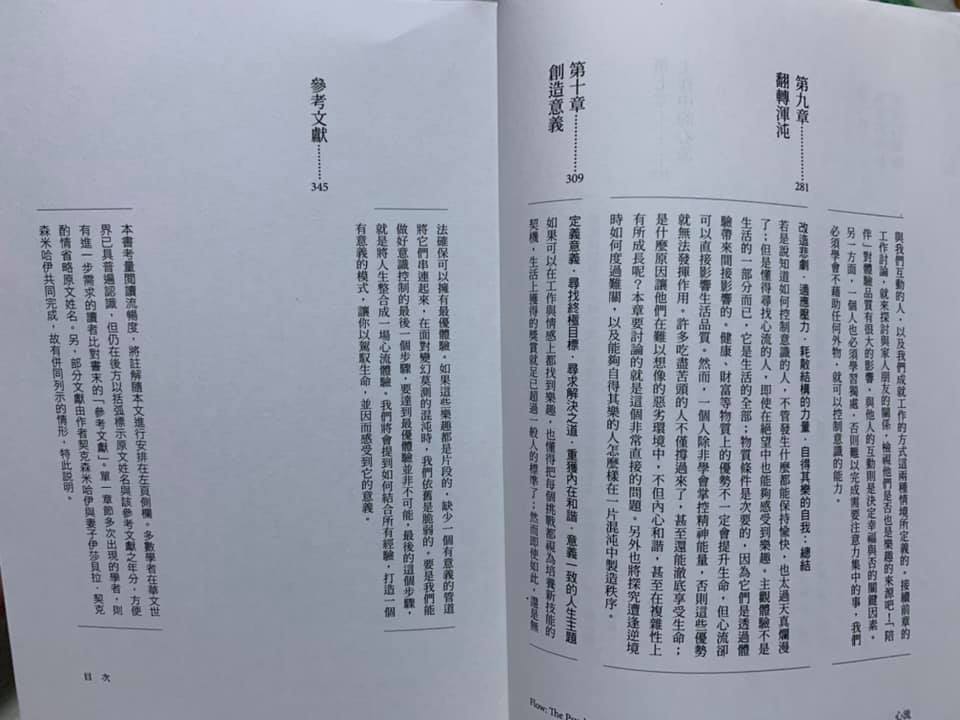 與我們互動的人，以及我們成就工作的方式這兩種情境所定義的，接續前章的
工作討論，就來探討與家人朋友的關係，檢視他們是否也是樂趣的來源吧！「陪
伴」對體驗品質有很大的影響，與他人的互動則是決定幸福與否的關鍵因素。
另一方面，一個人也必須學習獨處，否則難以完成需要注意力集中的事，我們
必須學會不藉助任何外物，就可以控制意識的能力。
第九章…………281
翻轉渾沌
改造悲劇．適應壓力．耗散結構的力量．自得其樂的自我：總結
若是說知道如何控制意識的人，不管發生什麼都能保持愉快，也太過天真爛漫
了；但是懂得尋找心流的人，即使在絕望中也能夠感受到樂趣。主觀體驗不是
生活的一部分而已，它是生活的全部；物質條件是次要的，因為它們是透過體
驗帶來間接影響的。健康、財富等物質上的優勢不一定會提升生命，但心流卻
可以直接影響生活品質。然而，一個人除非學會掌控精神能量，否則這些優勢
就無法發揮作用。許多吃盡苦頭的人不僅撐過來了，甚至還能徹底享受生命；
是什麼原因讓他們在難以想像的惡劣環境中，不但內心和諧，甚至在複雜性上
有所成長呢？本章要討論的就是這個非常直接的問題。另外也將探究遭逢逆境
時如何度過難關，以及能夠自得其樂的人怎麼樣在一片混沌中製造秩序。
第十章…………309
創造意義
定義意義．尋找終極目標．尋求解決之道．重獲內在和諧．意義一致的人生主題
如果可以在工作與情感上都找到樂趣，也懂得把每個挑戰都視為培養新技能的
契機，生活上獲得的獎賞就足已超過一般人的標準了；然而即使如此，還是無
Flow: The
心流
法確保可以擁有最優體驗。如果這些樂趣都是片段的，缺少一個有意義的管道
將它們串連起來，在面對變幻莫測的混沌時，我們依舊是脆弱的。要是我們能
做好意識控制的最後一個步驟，要達到最優體驗並非不可能。最後的這個步驟，
就是將人生整合成一場心流體驗。我們將會提到如何結合所有經驗，打造一個
有意義的模式，讓你以駕馭生命，並因而感受到它的意義。
參考文獻………345
本書考量閱讀流暢度，將註解隨本文進行安排在左頁側欄。多數學者在華文世
界已具普遍認識，但仍在後方以括弧標示原文姓名與該參考文獻之年分，方便
有進一步需求的讀者比對書末的「參考文獻」。單一章節多次出現的學者，則
酌情省略原文姓名。另，部分文獻由作者契克森米哈伊與妻子伊莎貝拉．契克
森米哈伊共同完成，故有併同列示的情形，特此說明。
目次